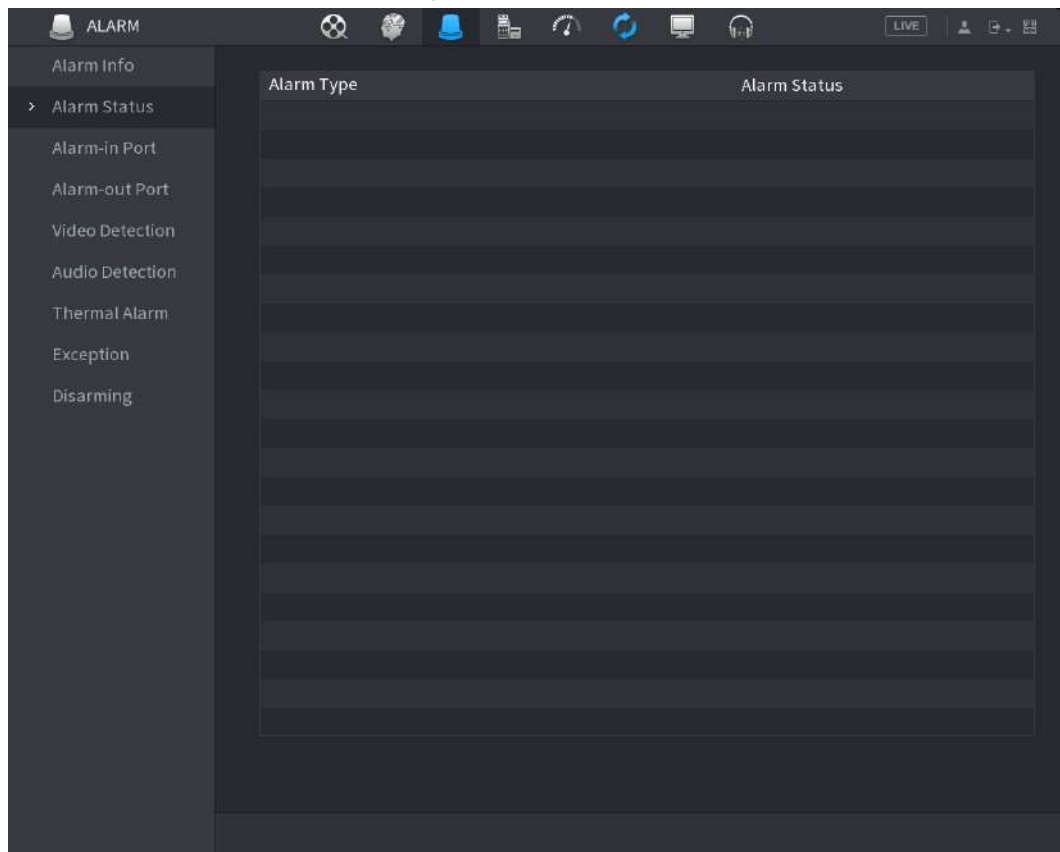 ALARM
LIVE
Alarm Info
Alarm Status
Alarm-in Port
Alarm-out Port
Video Detection
Audio Detection
Thermal Alarm
Exception
Disarming
Alarm Type
Alarm Status